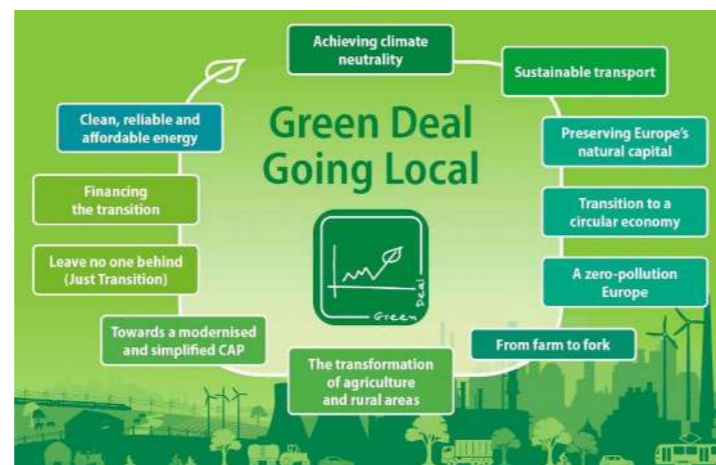 Achieving climate
neutrality
Sustainable transport
Clean, reliable and
affordable energy
Green Deal
Going Local
Preserving Europe's
natural capital
Financing
the transition
Transition to a
circular economy
Leave no one behind
(Just Transition)
A zero-pollution
Europe
Green Deal
Towards a modernised
and simplified CAP
From farm to fork
The transformation
of agriculture
and rural areas